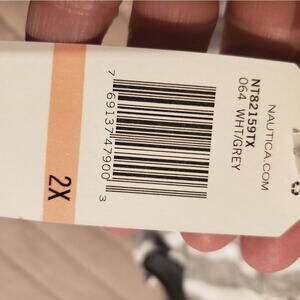 NAUTICA.COM
NT82159TX
064 WHT/GREY
7 69137 47900 3
2X